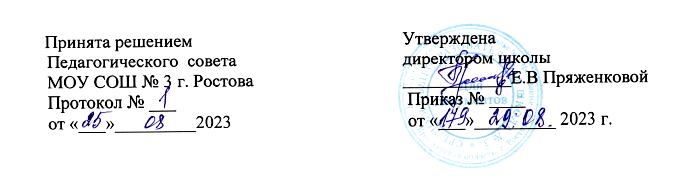 Принята решением
Педагогического совета
МОУ СОШ № 3 г. Ростова
Протокол № 1
от «25» 08 2023
Утверждена
директором школы
Е.В Пряженковой
Приказ № ____
от «179» 29.08. 2023 г.